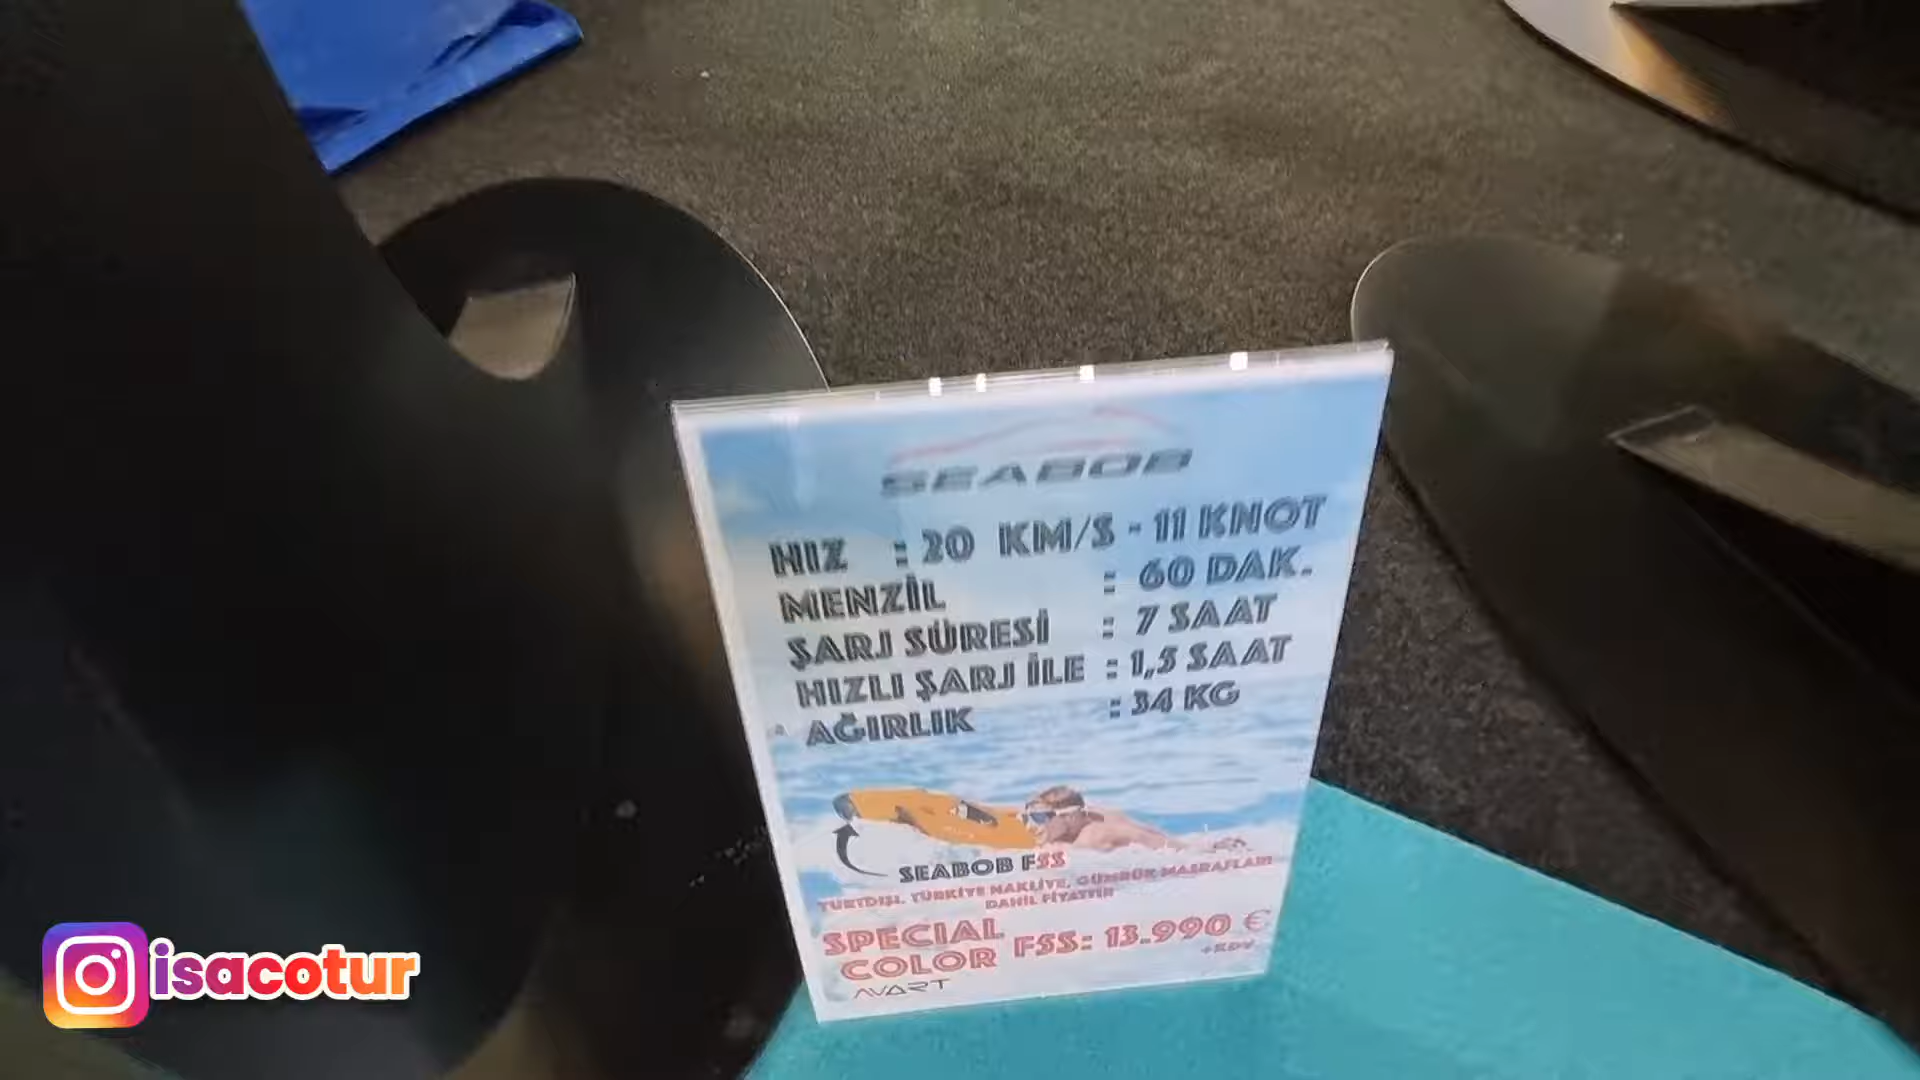 SEABOB
HIZ : 20 KM/S - 11 KNOT
MENZİL : 60 DAK.
ŞARJ SÜRESİ : 7 SAAT
HIZLI ŞARJ İLE : 1,5 SAAT
AĞIRLIK : 34 KG
SEABOB F5S
YURTDIŞI, TÜRKİYE NAKLİYE, GÜMRÜK MASRAFLARI
DAHİL FİYATTIR
SPECIAL
COLOR F5S: 13.990 €
+KDV
AVART
isacotur